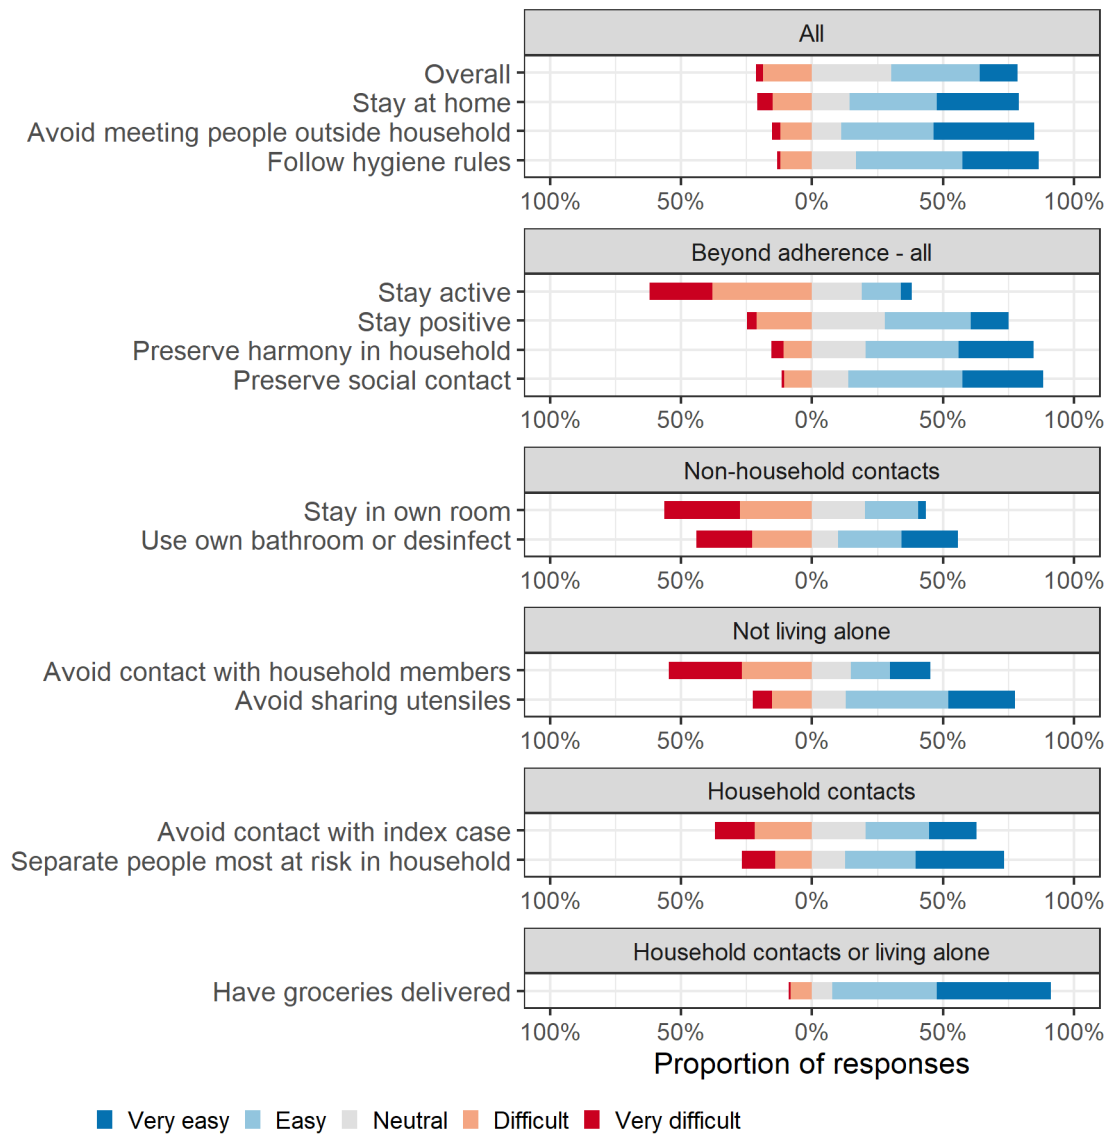 All
Overall
Stay at home
Avoid meeting people outside household
Follow hygiene rules
100% 50% 0% 50% 100%
Beyond adherence - all
Stay active
Stay positive
Preserve harmony in household
Preserve social contact
100% 50% 0% 50% 100%
Non-household contacts
Stay in own room
Use own bathroom or desinfect
100% 50% 0% 50% 100%
Not living alone
Avoid contact with household members
Avoid sharing utensiles
100% 50% 0% 50% 100%
Household contacts
Avoid contact with index case
Separate people most at risk in household
100% 50% 0% 50% 100%
Household contacts or living alone
Have groceries delivered
100% 50% 0% 50% 100%
Proportion of responses
Very easy Easy Neutral Difficult Very difficult